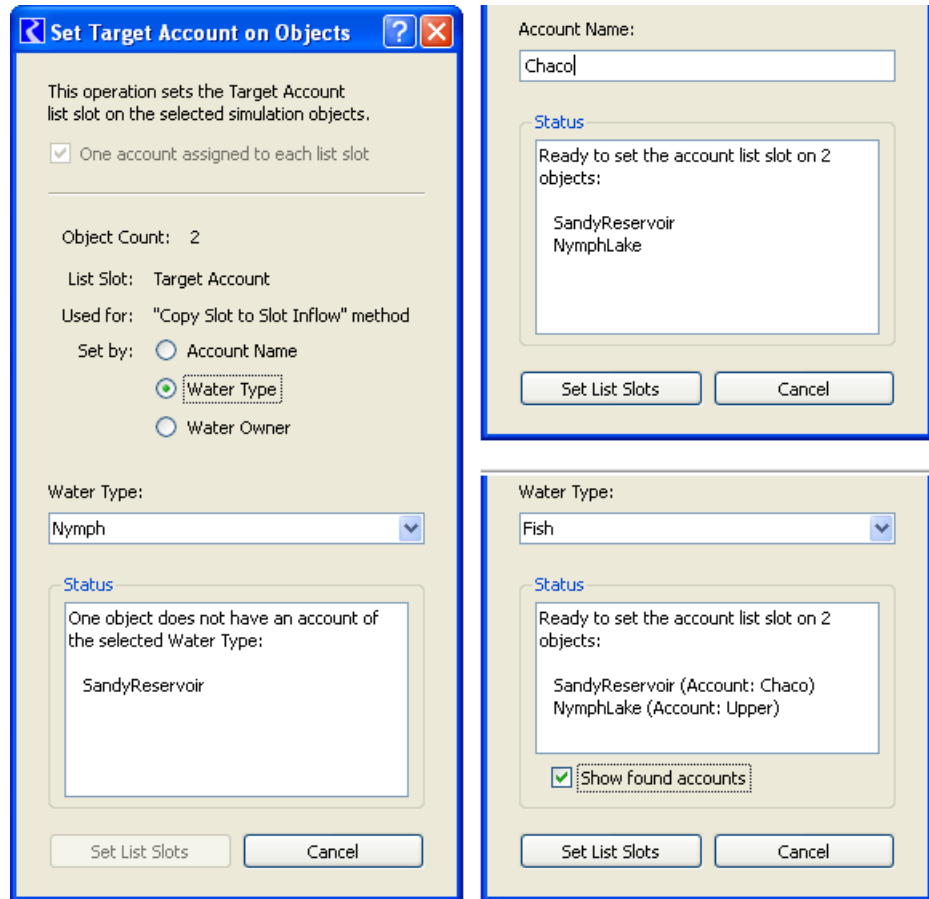 Set Target Account on Objects
This operation sets the Target Account
list slot on the selected simulation objects.
One account assigned to each list slot
Object Count: 2
List Slot: Target Account
Used for: "Copy Slot to Slot Inflow" method
Set by: Account Name
Water Type
Water Owner
Water Type:
Nymph
Status
One object does not have an account of
the selected Water Type:
SandyReservoir
Set List Slots Cancel
Account Name:
Chaco
Status
Ready to set the account list slot on 2
objects:
SandyReservoir
NymphLake
Set List Slots Cancel
Water Type:
Fish
Status
Ready to set the account list slot on 2
objects:
SandyReservoir (Account: Chaco)
NymphLake (Account: Upper)
Show found accounts
Set List Slots Cancel